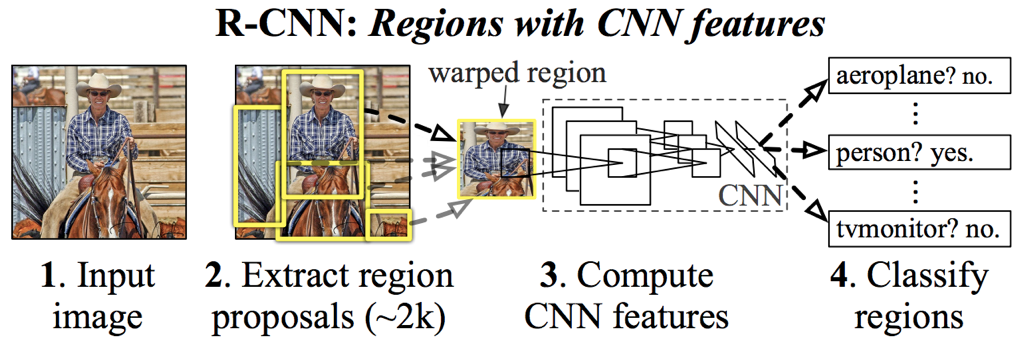 R-CNN: Regions with CNN features
warped region
aeroplane? no.
person? yes.
tvmonitor? no.
CNN
1. Input
image
2. Extract region
proposals (~2k)
3. Compute
CNN features
4. Classify
regions